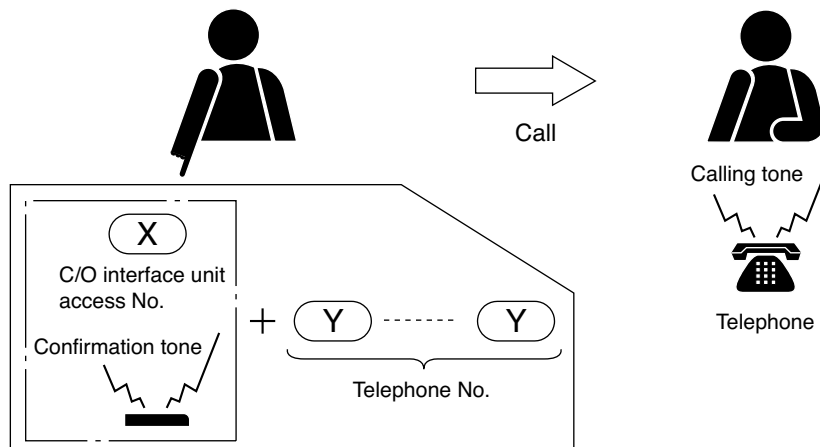 Call
Calling tone
X
C/O interface unit
access No.
Confirmation tone
+
Y -------- Y
Telephone No.
Telephone